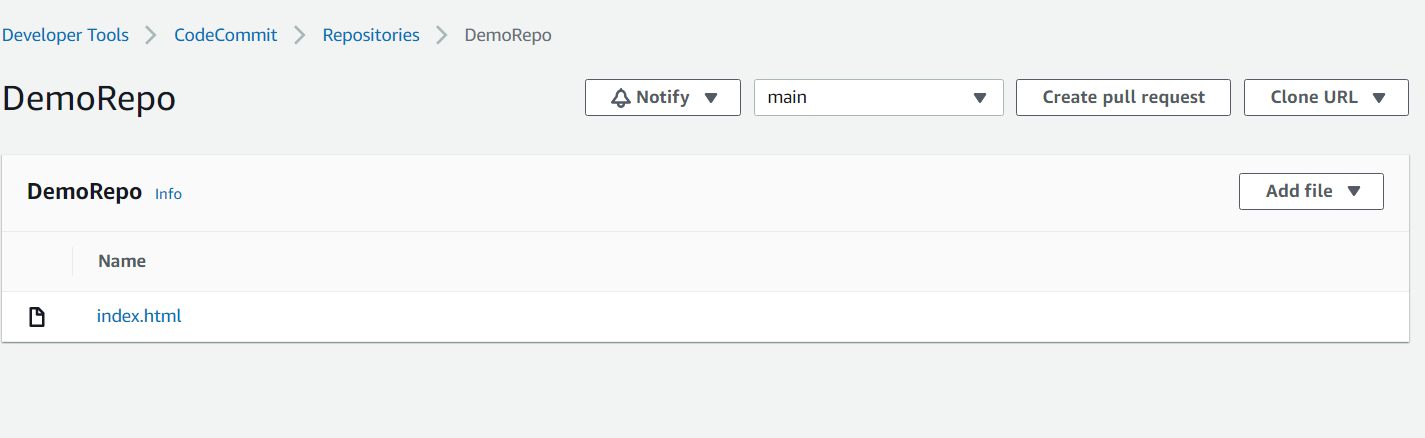 Developer Tools CodeCommit Repositories DemoRepo
DemoRepo Notify main Create pull request Clone URL
DemoRepo Info Add file
Name
index.html